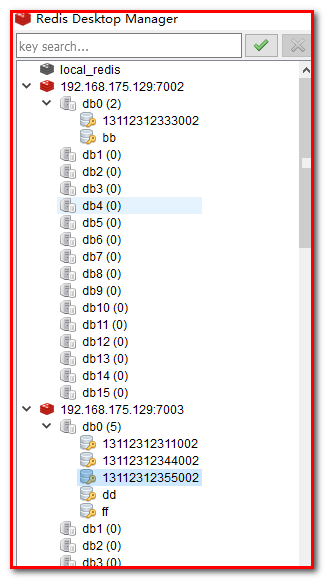 Redis Desktop Manager
key search...
local_redis
192.168.175.129:7002
db0 (2)
13112312333002
bb
db1 (0)
db2 (0)
db3 (0)
db4 (0)
db5 (0)
db6 (0)
db7 (0)
db8 (0)
db9 (0)
db10 (0)
db11 (0)
db12 (0)
db13 (0)
db14 (0)
db15 (0)
192.168.175.129:7003
db0 (5)
13112312311002
13112312344002
13112312355002
dd
ff
db1 (0)
db2 (0)
db3 (0)